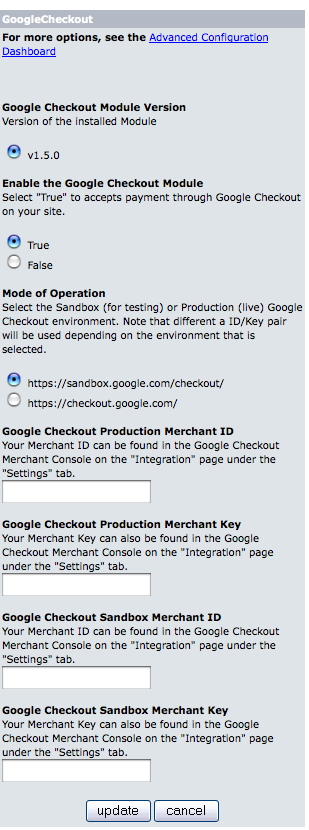 GoogleCheckout
For more options, see the Advanced Configuration
Dashboard
Google Checkout Module Version
Version of the installed Module
v1.5.0
Enable the Google Checkout Module
Select "True" to accepts payment through Google Checkout
on your site.
True
False
Mode of Operation
Select the Sandbox (for testing) or Production (live) Google
Checkout environment. Note that different a ID/Key pair
will be used depending on the environment that is
selected.
https://sandbox.google.com/checkout/
https://checkout.google.com/
Google Checkout Production Merchant ID
Your Merchant ID can be found in the Google Checkout
Merchant Console on the "Integration" page under the
"Settings" tab.
Google Checkout Production Merchant Key
Your Merchant Key can also be found in the Google
Checkout Merchant Console on the "Integration" page
under the "Settings" tab.
Google Checkout Sandbox Merchant ID
Your Merchant ID can be found in the Google Checkout
Merchant Console on the "Integration" page under the
"Settings" tab.
Google Checkout Sandbox Merchant Key
Your Merchant Key can also be found in the Google
Checkout Merchant Console on the "Integration" page
under the "Settings" tab.
update cancel